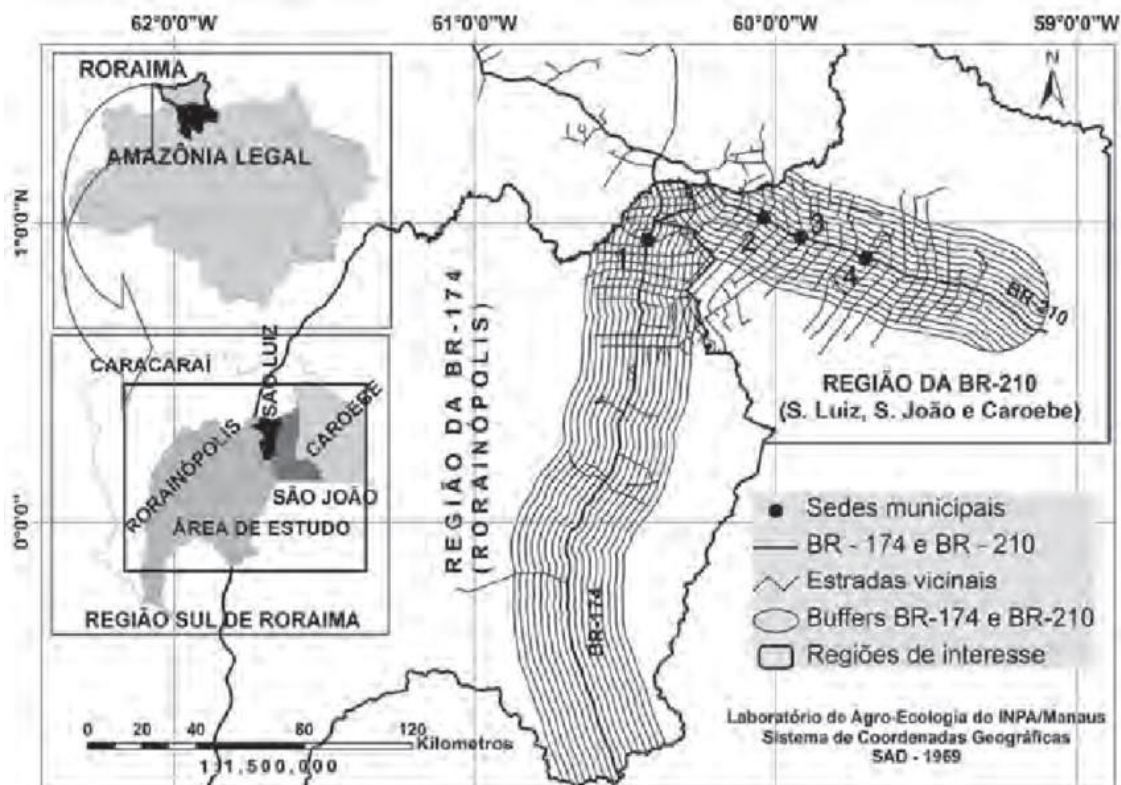 62°0'0"W 61°0'0"W 60°0'0"W 59°0'0"W
1°0'0"N
0°0'0"
RORAIMA
AMAZÔNIA LEGAL
CARACARAÍ
SÃO LUIZ
CAROEBE
RORAINÓPOLIS
SÃO JOÃO
ÁREA DE ESTUDO
REGIÃO SUL DE RORAIMA
0 20 40 60 80 120
Kilometros
1:1,500,000
REGIÃO DA BR-174
(RORAINÓPOLIS)
N
1
2
3
4
BR-210
BR-174
REGIÃO DA BR-210
(S. Luiz, S. João e Caroebe)
Sedes municipais
BR - 174 e BR - 210
Estradas vicinais
Buffers BR-174 e BR-210
Regiões de interesse
Laboratório de Agro-Ecologia do INPA/Manaus
Sistema de Coordenadas Geográficas
SAD - 1969